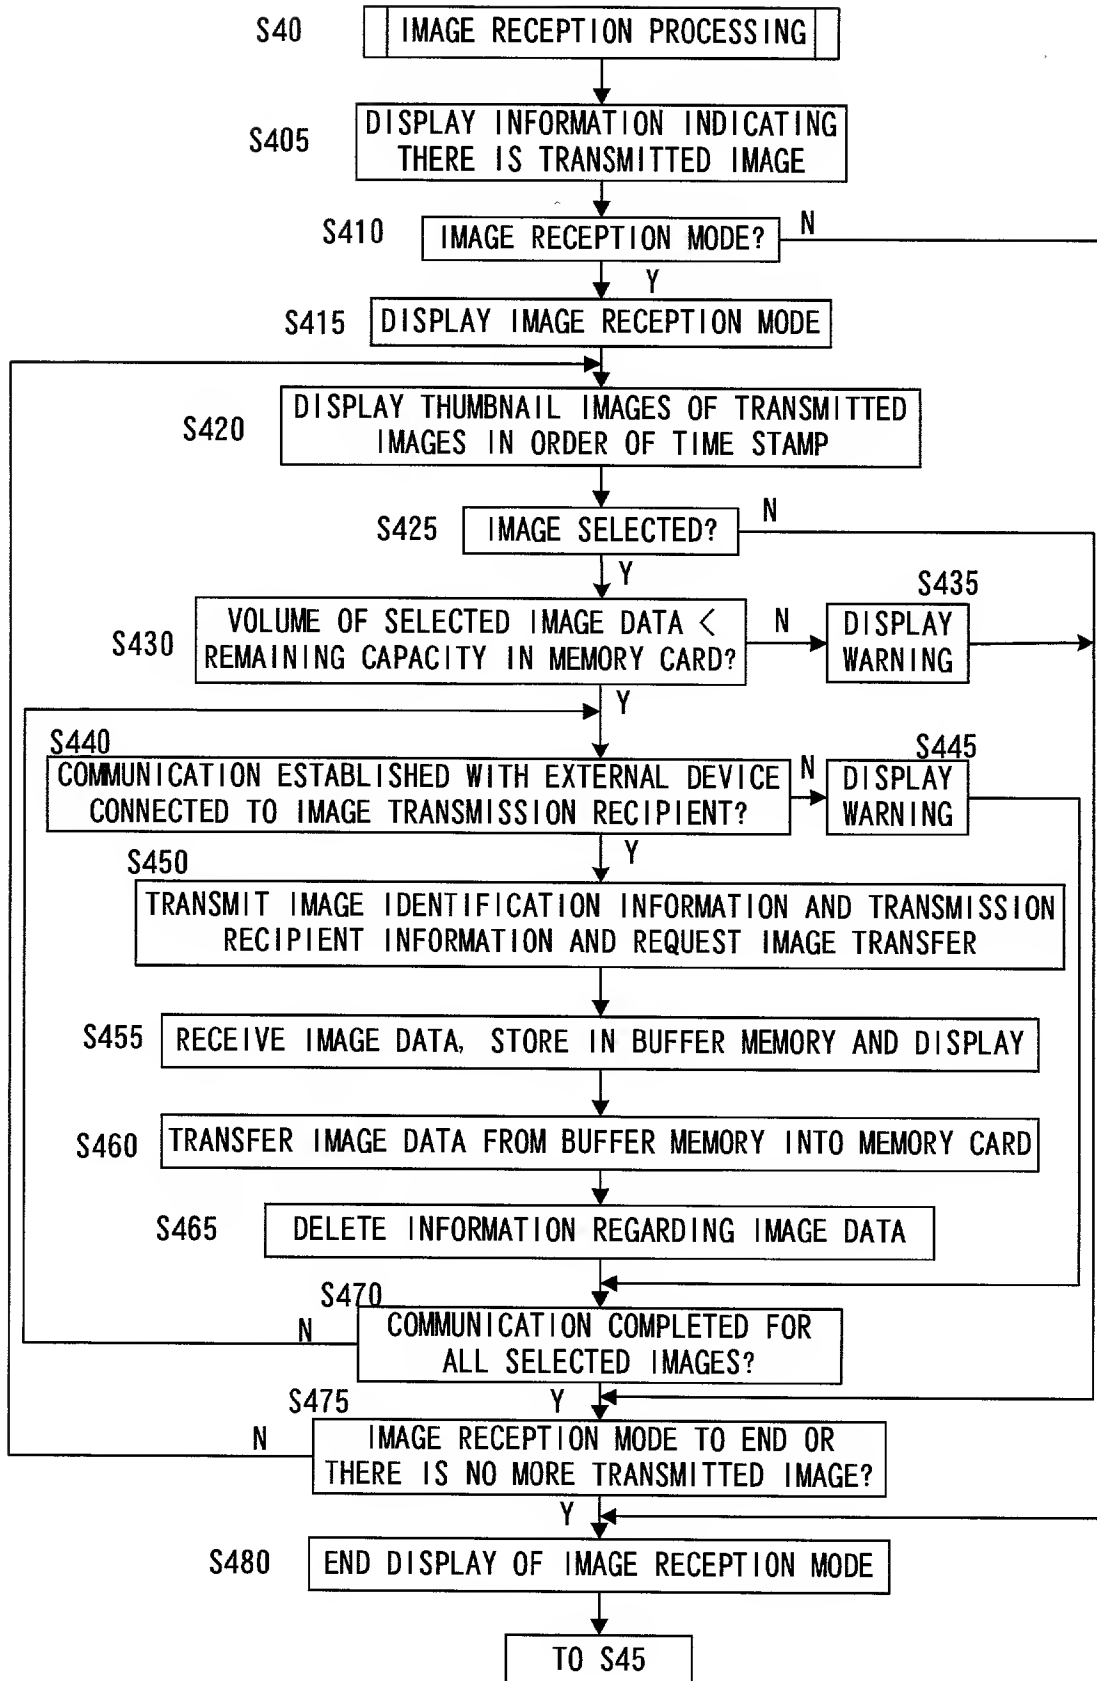 S40
IMAGE RECEPTION PROCESSING
S405
DISPLAY INFORMATION INDICATING
THERE IS TRANSMITTED IMAGE
S410
IMAGE RECEPTION MODE?
N
Y
S415
DISPLAY IMAGE RECEPTION MODE
S420
DISPLAY THUMBNAIL IMAGES OF TRANSMITTED
IMAGES IN ORDER OF TIME STAMP
S425
IMAGE SELECTED?
N
Y
S430
VOLUME OF SELECTED IMAGE DATA <
REMAINING CAPACITY IN MEMORY CARD?
N
S435
DISPLAY
WARNING
Y
S440
COMMUNICATION ESTABLISHED WITH EXTERNAL DEVICE
CONNECTED TO IMAGE TRANSMISSION RECIPIENT?
N
S445
DISPLAY
WARNING
Y
S450
TRANSMIT IMAGE IDENTIFICATION INFORMATION AND TRANSMISSION
RECIPIENT INFORMATION AND REQUEST IMAGE TRANSFER
S455
RECEIVE IMAGE DATA, STORE IN BUFFER MEMORY AND DISPLAY
S460
TRANSFER IMAGE DATA FROM BUFFER MEMORY INTO MEMORY CARD
S465
DELETE INFORMATION REGARDING IMAGE DATA
S470
N
COMMUNICATION COMPLETED FOR
ALL SELECTED IMAGES?
Y
S475
N
IMAGE RECEPTION MODE TO END OR
THERE IS NO MORE TRANSMITTED IMAGE?
Y
S480
END DISPLAY OF IMAGE RECEPTION MODE
TO S45